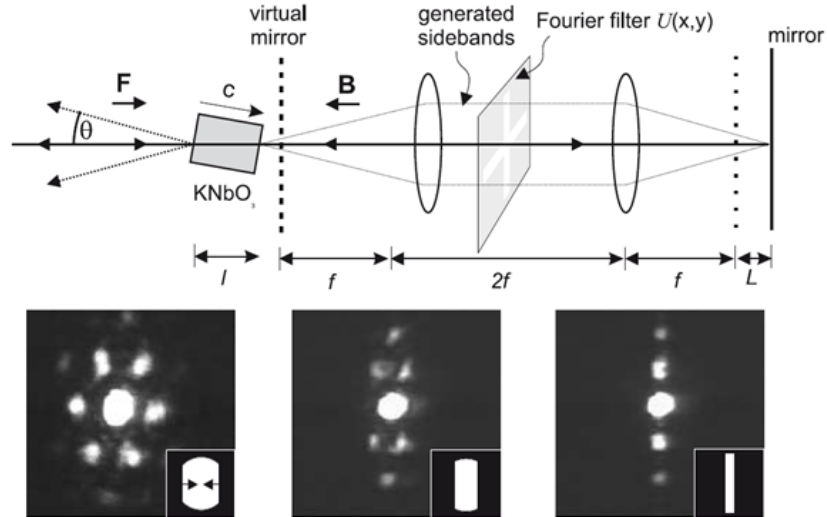 virtual
mirror
generated
sidebands
Fourier filter U(x,y)
mirror
F
c
B
θ
KNbO₃
l
f
2f
f
L